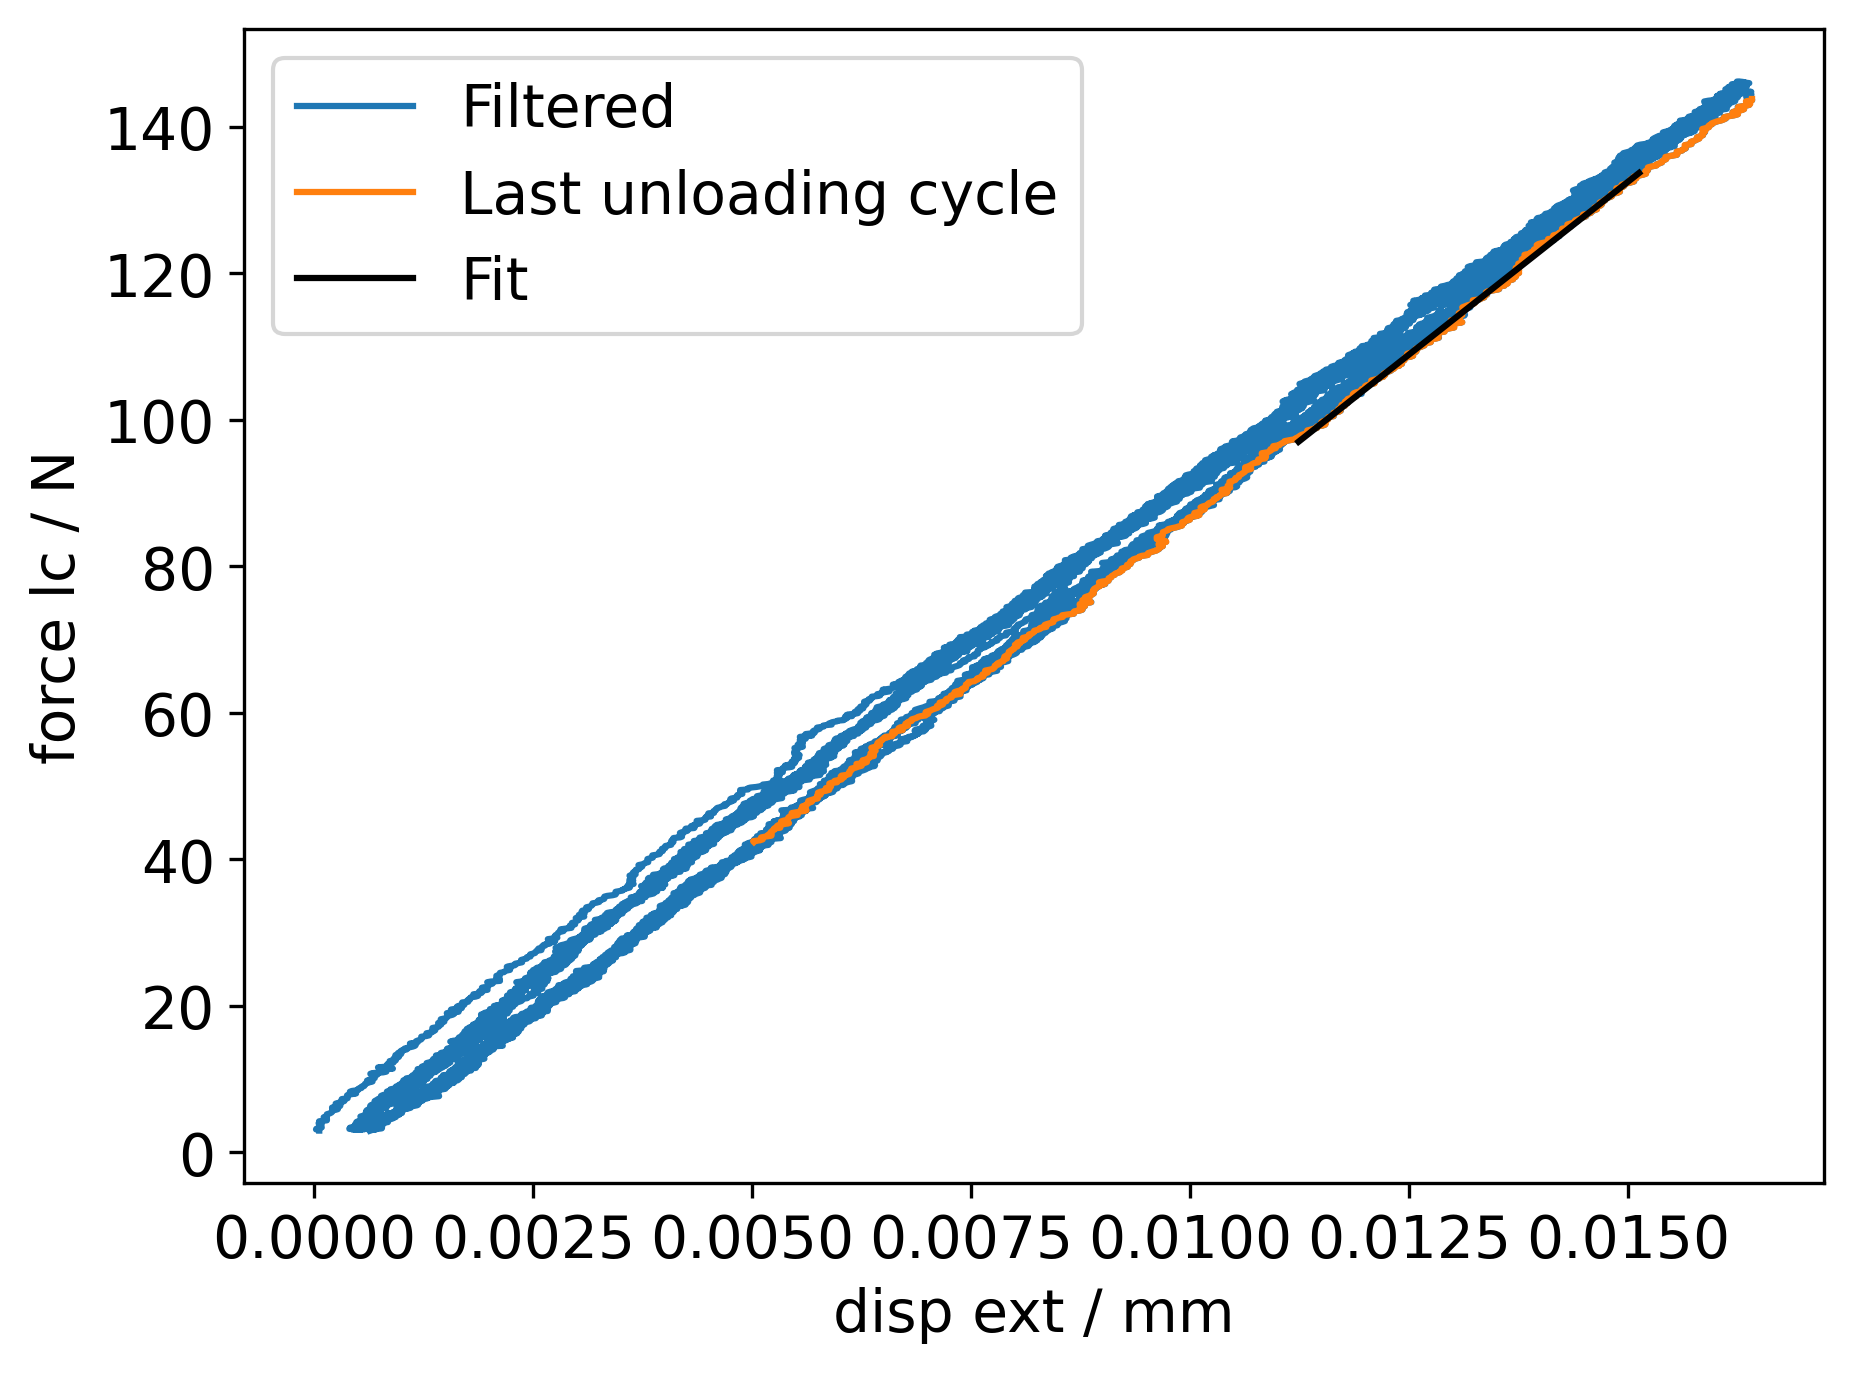 Filtered
Last unloading cycle
Fit
140
120
100
80
60
40
20
0
force lc / N
0.0000 0.0025 0.0050 0.0075 0.0100 0.0125 0.0150
disp ext / mm